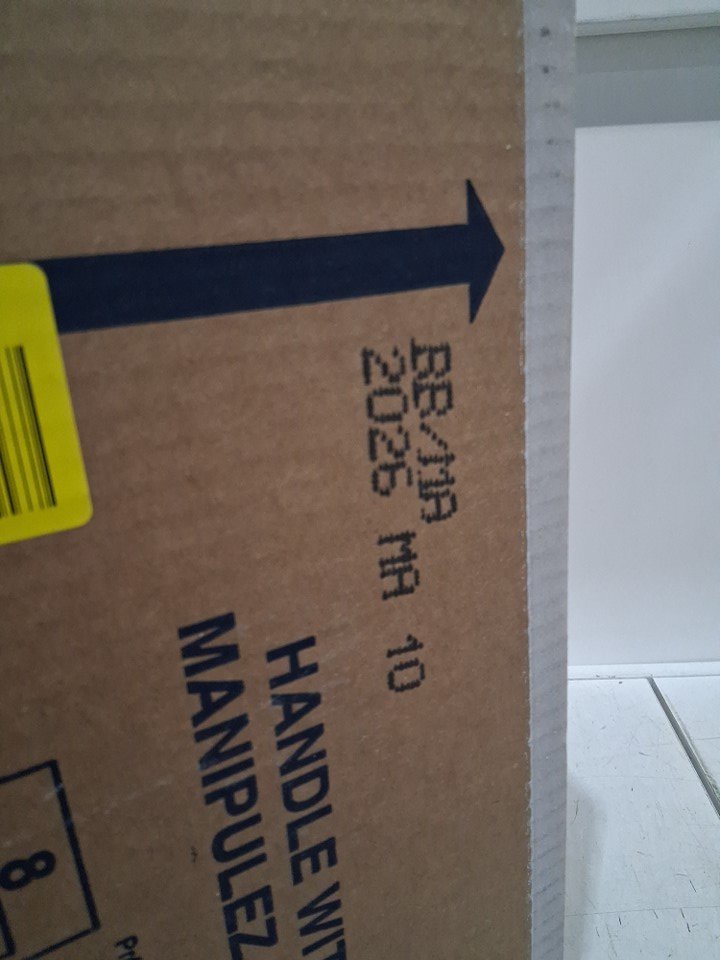 BB/MA
2026 MA 10
HANDLE WIT
MANIPULEZ
8